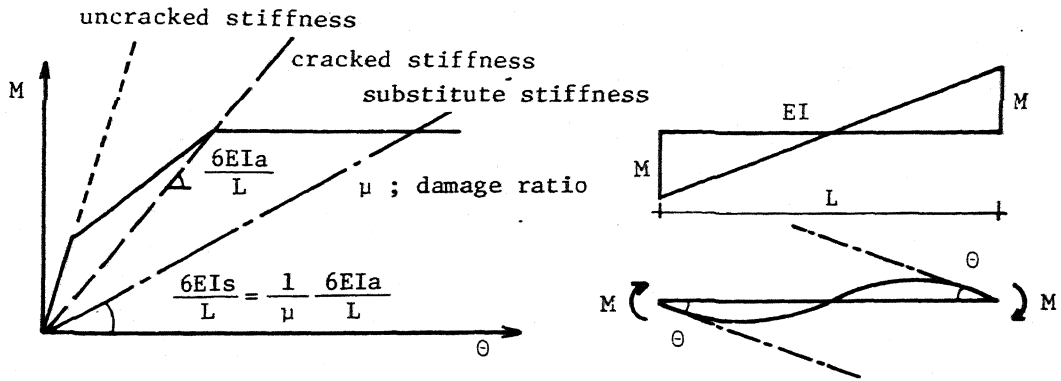 uncracked stiffness
cracked stiffness
substitute stiffness
M
6EIa
L
μ ; damage ratio
6EIs/L = 1/μ 6EIa/L
θ
EI
M
M
L
θ
M
θ
M